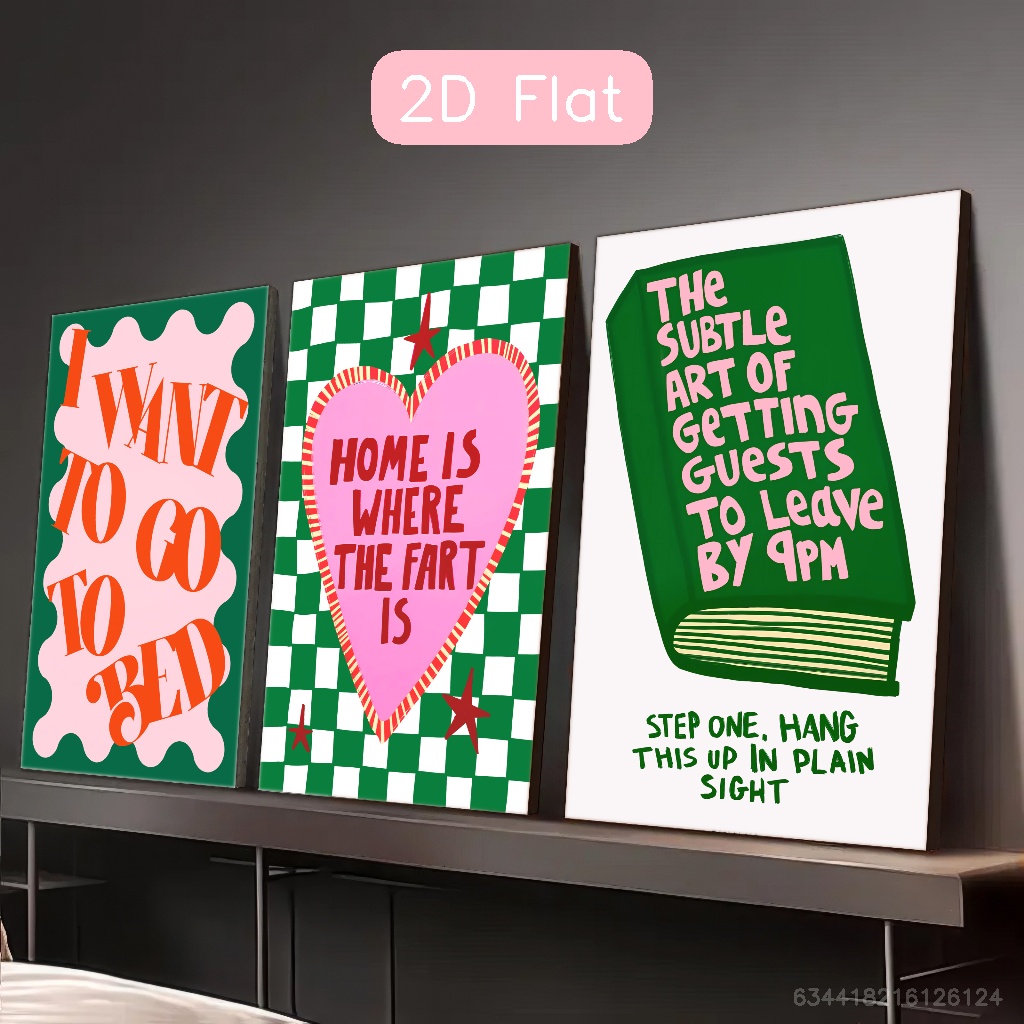 2D Flat
I
WANT
TO GO
TO
BED
HOME IS
WHERE
THE FART
IS
THE
SUBTLE
ART OF
GETTING
GUESTS
TO Leave
BY 9PM
STEP ONE. HANG
THIS UP IN PLAIN
SIGHT
634418216126124